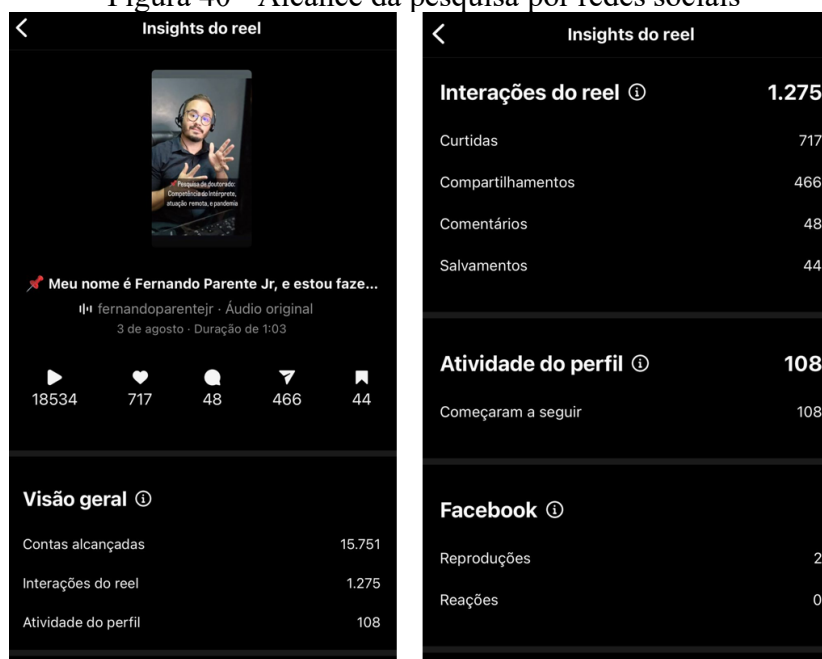 Figura 40 - Alcance da pesquisa por redes sociais
Insights do reel
📌 Pesquisa de doutorado:
Competência do Intérprete,
atuação remota, e pandemia
📌 Meu nome é Fernando Parente Jr, e estou faze...
fernandoparentejr · Áudio original
3 de agosto · Duração de 1:03
18534 717 48 466 44
Visão geral
Contas alcançadas 15.751
Interações do reel 1.275
Atividade do perfil 108
Insights do reel
Interações do reel 1.275
Curtidas 717
Compartilhamentos 466
Comentários 48
Salvamentos 44
Atividade do perfil 108
Começaram a seguir 108
Facebook
Reproduções 2
Reações 0